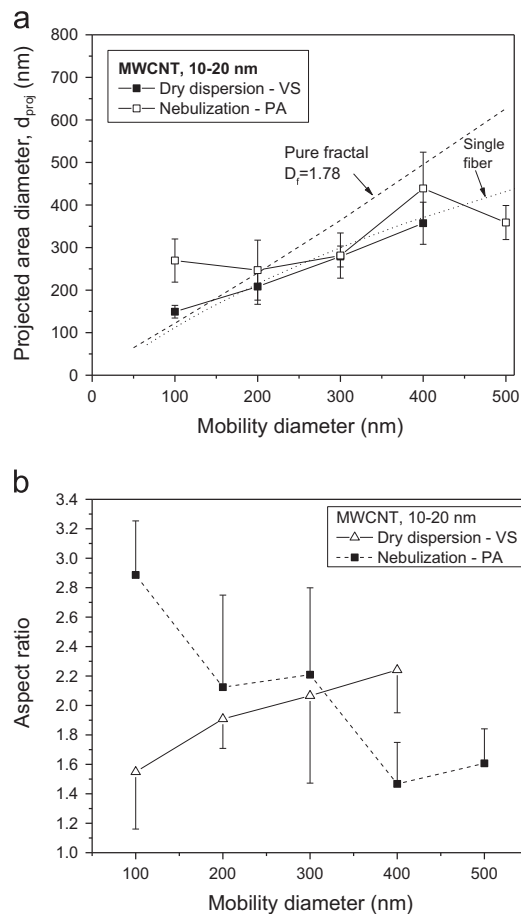 a
800
MWCNT, 10-20 nm
Dry dispersion - VS
Nebulization - PA
700
600
500
400
300
200
100
0
Pure fractal
D_f=1.78
Single
fiber
Projected area diameter, d_proj (nm)
0 100 200 300 400 500
Mobility diameter (nm)
b
3.4
3.2
3.0
2.8
2.6
2.4
2.2
2.0
1.8
1.6
1.4
1.2
1.0
MWCNT, 10-20 nm
Dry dispersion - VS
Nebulization - PA
Aspect ratio
100 200 300 400 500
Mobility diameter (nm)